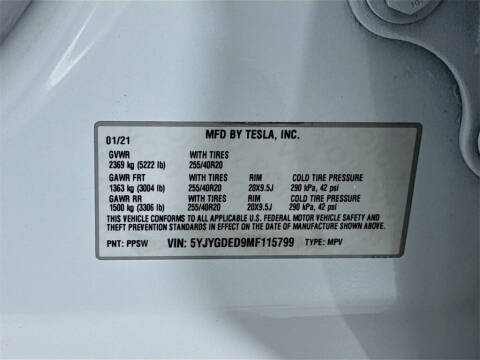 01/21 MFD BY TESLA, INC.
GVWR WITH TIRES
2369 kg (5222 lb) 255/40R20
GAWR FRT WITH TIRES RIM COLD TIRE PRESSURE
1363 kg (3004 lb) 255/40R20 20X9.5J 290 kPa, 42 psi
GAWR RR WITH TIRES RIM COLD TIRE PRESSURE
1500 kg (3306 lb) 255/40R20 20X9.5J 290 kPa, 42 psi
THIS VEHICLE CONFORMS TO ALL APPLICABLE U.S. FEDERAL MOTOR VEHICLE SAFETY AND
THEFT PREVENTION STANDARDS IN EFFECT ON THE DATE OF MANUFACTURE SHOWN ABOVE.
PNT: PPSW VIN: 5YJYGDED9MF115799 TYPE: MPV